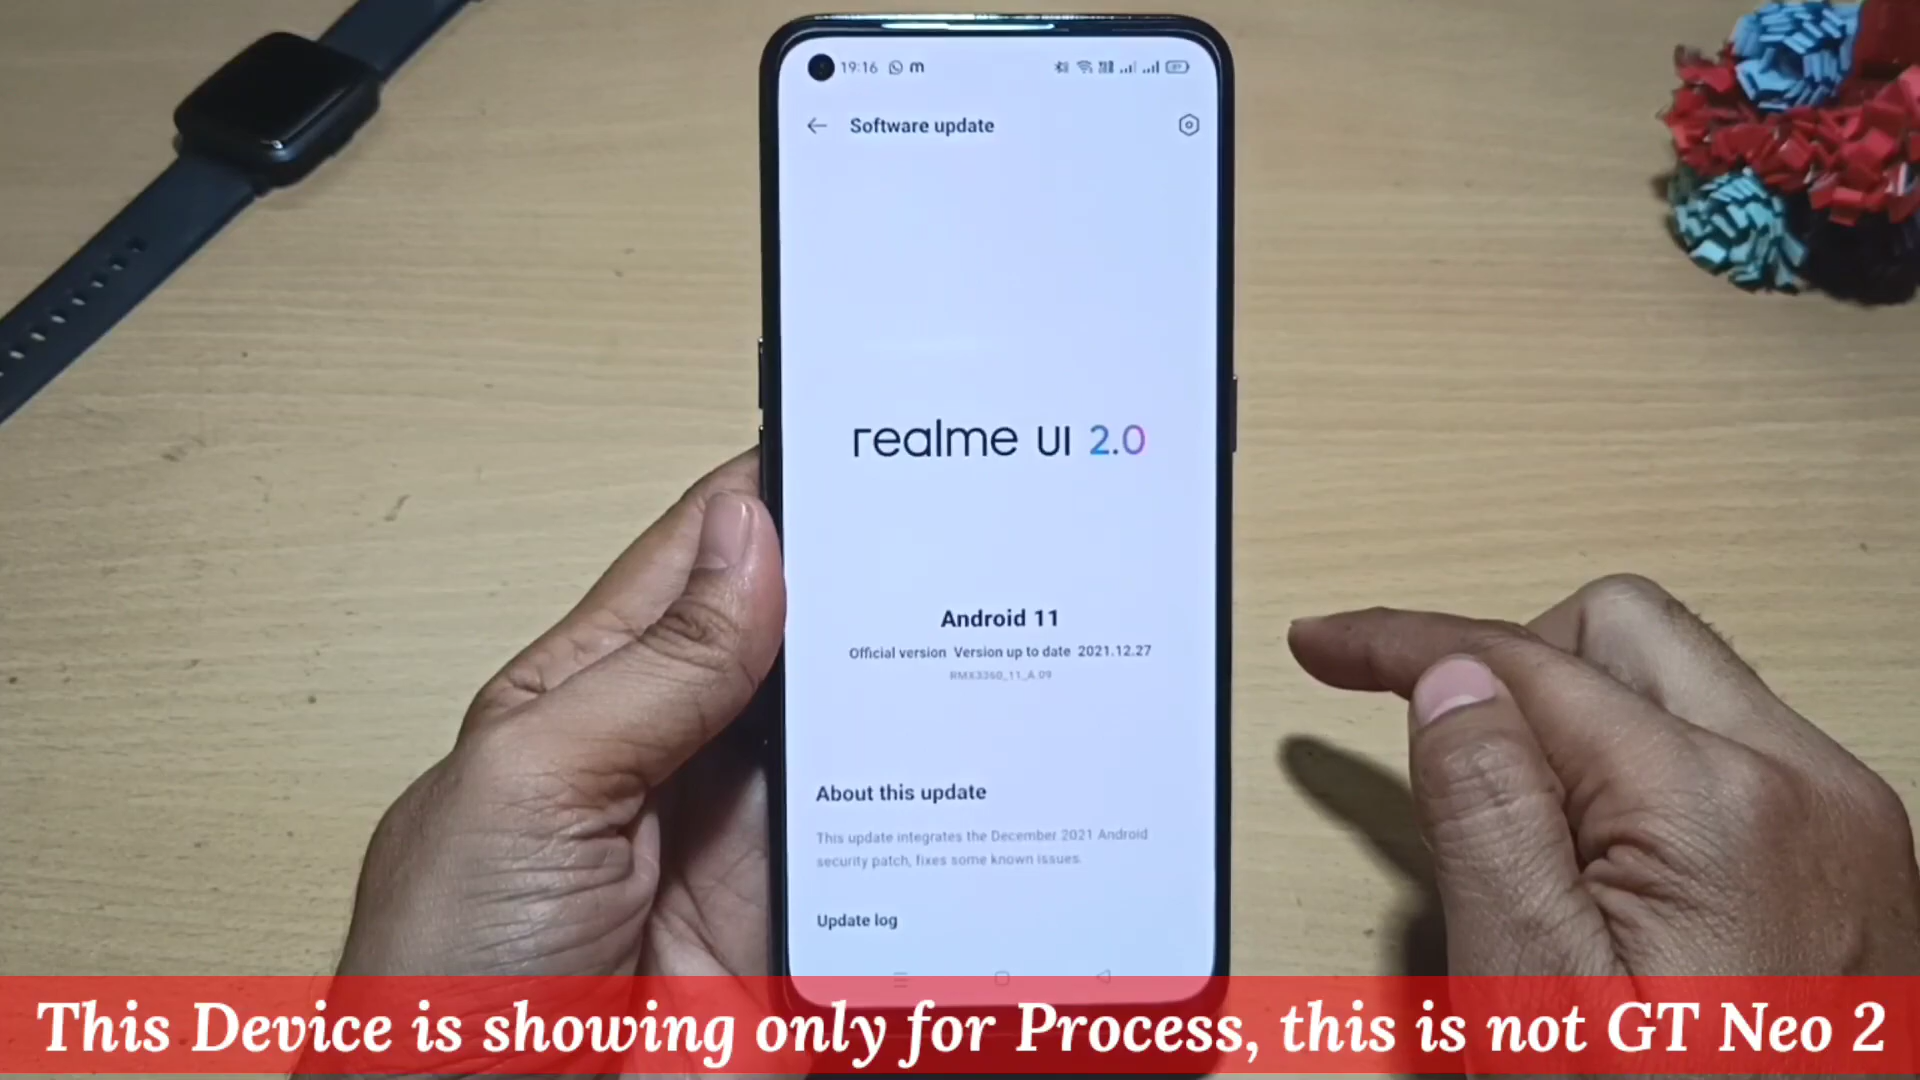 19:16 m
Software update
realme UI 2.0
Android 11
Official version Version up to date 2021.12.27
RMX3360_11_A.09
About this update
This update integrates the December 2021 Android
security patch, fixes some known issues.
Update log
This Device is showing only for Process, this is not GT Neo 2